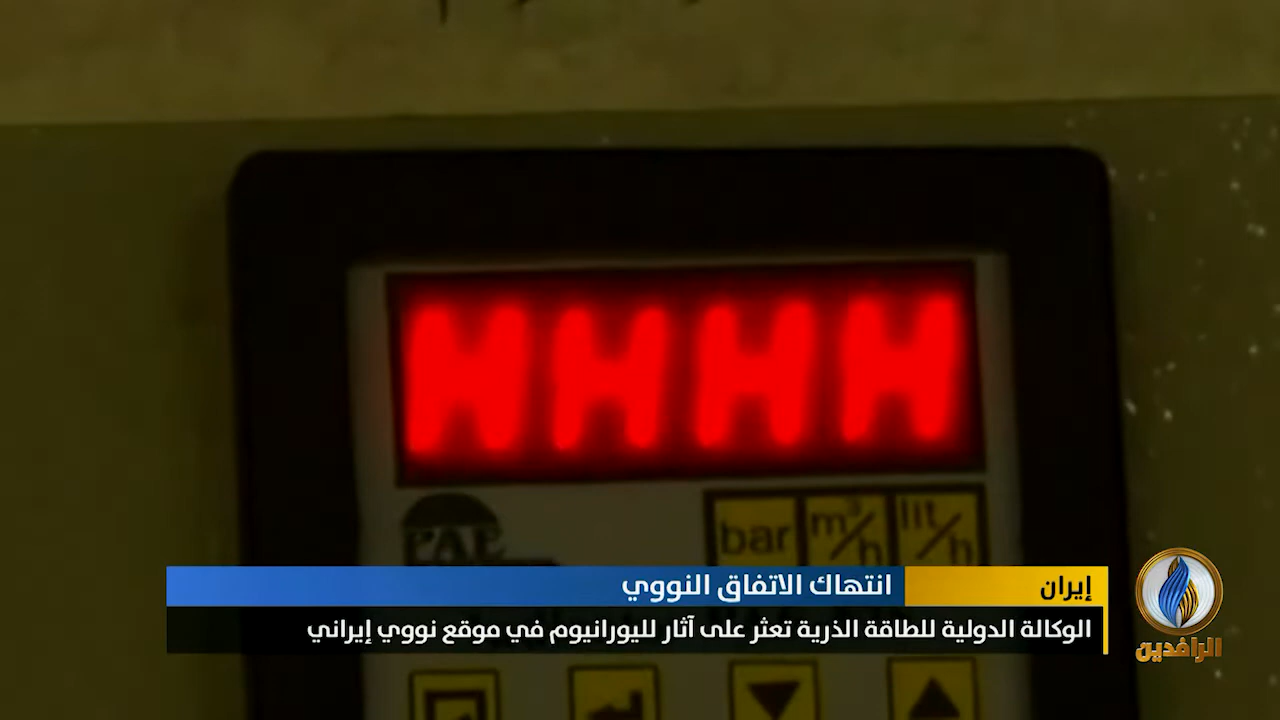 HHHH
PAE
bar m³/h lit/h
إيران
انتهاك الاتفاق النووي
الوكالة الدولية للطاقة الذرية تعثر على آثار لليورانيوم في موقع نووي إيراني
الرافدين